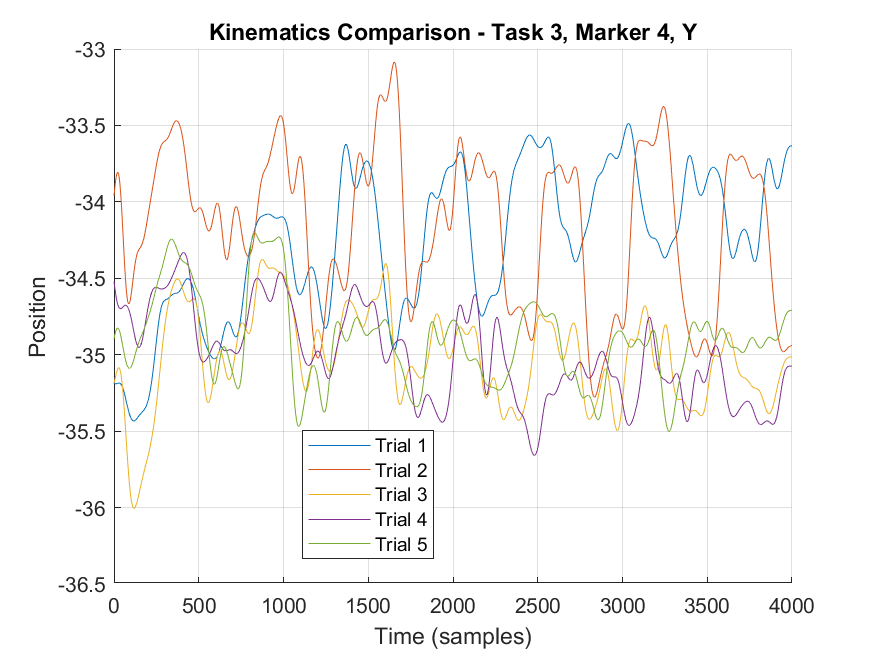 Kinematics Comparison - Task 3, Marker 4, Y
-33
-33.5
-34
-34.5
-35
-35.5
-36
-36.5
Position
Trial 1
Trial 2
Trial 3
Trial 4
Trial 5
0 500 1000 1500 2000 2500 3000 3500 4000
Time (samples)